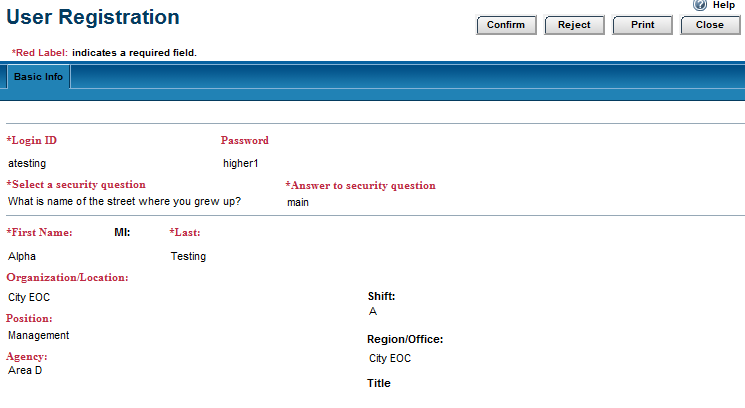 Help
User Registration
Confirm Reject Print Close
*Red Label: indicates a required field.
Basic Info
*Login ID Password
atesting higher1
*Select a security question *Answer to security question
What is name of the street where you grew up? main
*First Name: MI: *Last:
Alpha Testing
Organization/Location:
City EOC
Shift:
A
Position:
Management
Region/Office:
City EOC
Agency:
Area D
Title